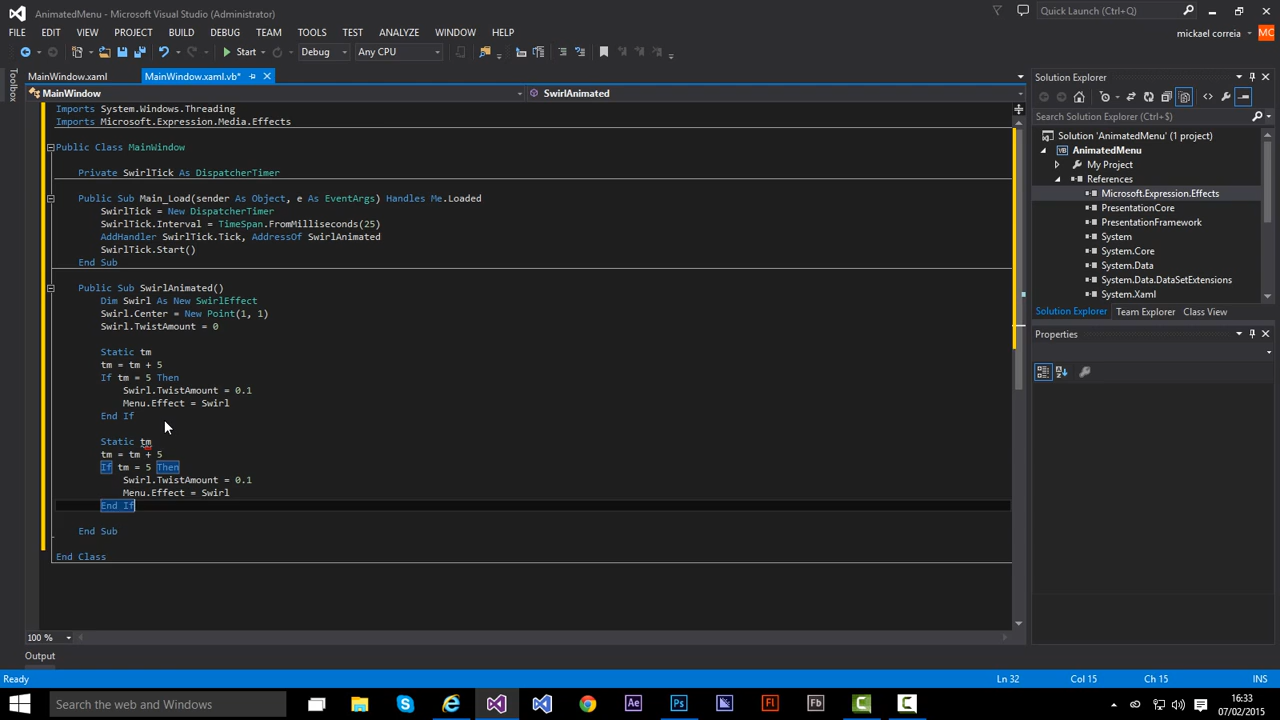 AnimatedMenu - Microsoft Visual Studio (Administrator)
Quick Launch (Ctrl+Q)
FILE EDIT VIEW PROJECT BUILD DEBUG TEAM TOOLS TEST ANALYZE WINDOW HELP
mickael correia MC
Start Debug Any CPU
Toolbox
MainWindow.xaml MainWindow.xaml.vb*
MainWindow SwirlAnimated
Imports System.Windows.Threading
Imports Microsoft.Expression.Media.Effects
Public Class MainWindow
Private SwirlTick As DispatcherTimer
Public Sub Main_Load(sender As Object, e As EventArgs) Handles Me.Loaded
SwirlTick = New DispatcherTimer
SwirlTick.Interval = TimeSpan.FromMilliseconds(25)
AddHandler SwirlTick.Tick, AddressOf SwirlAnimated
SwirlTick.Start()
End Sub
Public Sub SwirlAnimated()
Dim Swirl As New SwirlEffect
Swirl.Center = New Point(1, 1)
Swirl.TwistAmount = 0
Static tm
tm = tm + 5
If tm = 5 Then
Swirl.TwistAmount = 0.1
Menu.Effect = Swirl
End If
Static tm
tm = tm + 5
If tm = 5 Then
Swirl.TwistAmount = 0.1
Menu.Effect = Swirl
End If
End Sub
End Class
100 %
Output
Solution Explorer
Search Solution Explorer (Ctrl+$)
Solution 'AnimatedMenu' (1 project)
VB AnimatedMenu
My Project
References
Microsoft.Expression.Effects
PresentationCore
PresentationFramework
System
System.Core
System.Data
System.Data.DataSetExtensions
System.Xaml
Solution Explorer Team Explorer Class View
Properties
Ready Ln 32 Col 15 Ch 15 INS
Search the web and Windows
Ae Ps Fl Fb
16:33
07/02/2015